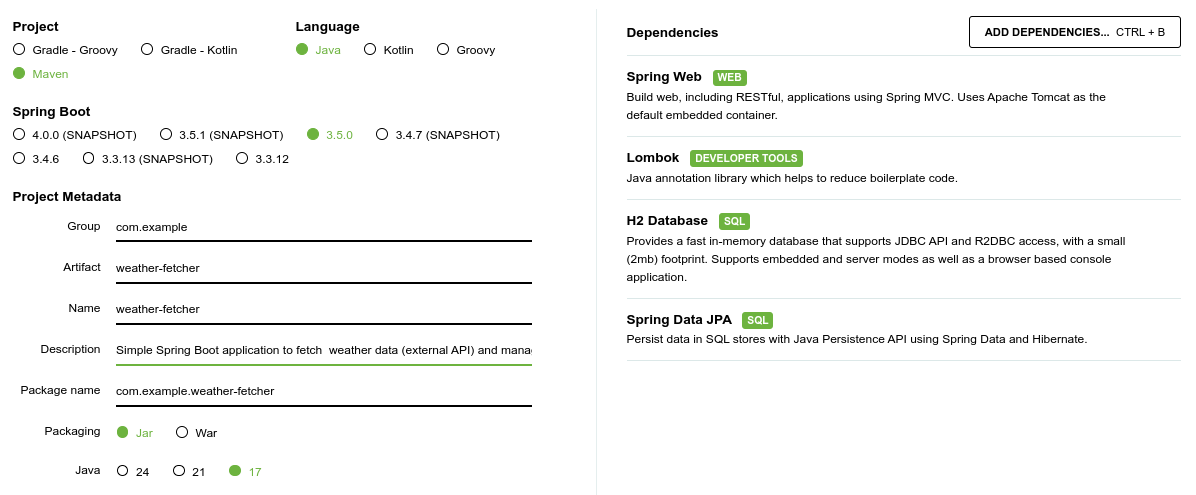 Project
Gradle - Groovy Gradle - Kotlin
Maven
Language
Java Kotlin Groovy
Spring Boot
4.0.0 (SNAPSHOT) 3.5.1 (SNAPSHOT) 3.5.0 3.4.7 (SNAPSHOT)
3.4.6 3.3.13 (SNAPSHOT) 3.3.12
Project Metadata
Group com.example
Artifact weather-fetcher
Name weather-fetcher
Description Simple Spring Boot application to fetch  weather data (external API) and mana
Package name com.example.weather-fetcher
Packaging Jar War
Java 24 21 17
Dependencies ADD DEPENDENCIES... CTRL + B
Spring Web WEB
Build web, including RESTful, applications using Spring MVC. Uses Apache Tomcat as the
default embedded container.
Lombok DEVELOPER TOOLS
Java annotation library which helps to reduce boilerplate code.
H2 Database SQL
Provides a fast in-memory database that supports JDBC API and R2DBC access, with a small
(2mb) footprint. Supports embedded and server modes as well as a browser based console
application.
Spring Data JPA SQL
Persist data in SQL stores with Java Persistence API using Spring Data and Hibernate.